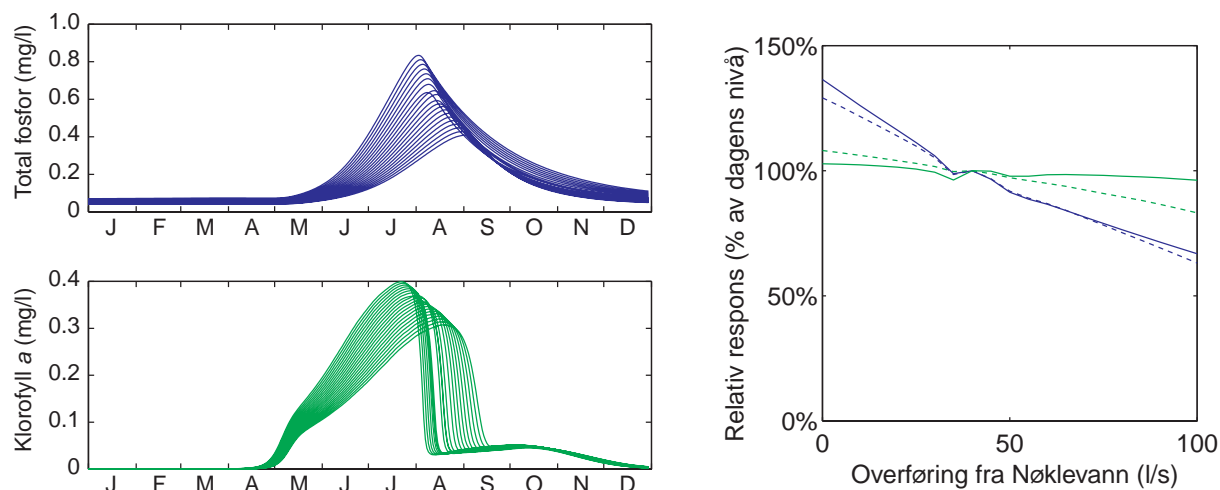 Total fosfor (mg/l)
1.0
0.8
0.6
0.4
0.2
0
J F M A M J J A S O N D
Klorofyll a (mg/l)
0.4
0.3
0.2
0.1
0
J F M A M J J A S O N D
Relativ respons (% av dagens nivå)
150%
100%
50%
0%
0 50 100
Overføring fra Nøklevann (l/s)